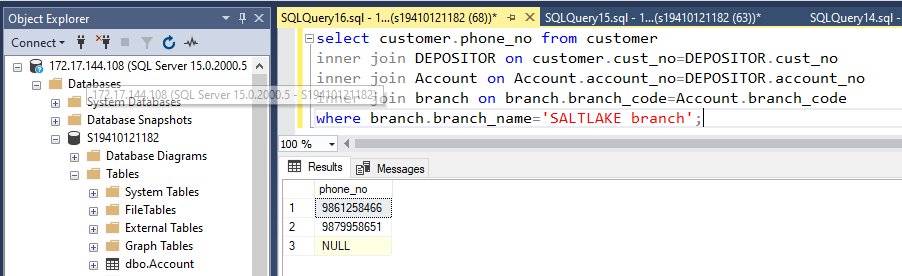 Object Explorer
Connect
172.17.144.108 (SQL Server 15.0.2000.5
Databases
172.17.144.108 (SQL Server 15.0.2000.5 - S19410121182)
System Databases
Database Snapshots
S19410121182
Database Diagrams
Tables
System Tables
FileTables
External Tables
Graph Tables
dbo.Account
SQLQuery16.sql - 1...(s19410121182 (68))*
SQLQuery15.sql - 1...(s19410121182 (63))*
SQLQuery14.sql -
select customer.phone_no from customer
inner join DEPOSITOR on customer.cust_no=DEPOSITOR.cust_no
inner join Account on Account.account_no=DEPOSITOR.account_no
inner join branch on branch.branch_code=Account.branch_code
where branch.branch_name='SALTLAKE branch';
100 %
Results
Messages
phone_no
1 9861258466
2 9879958651
3 NULL